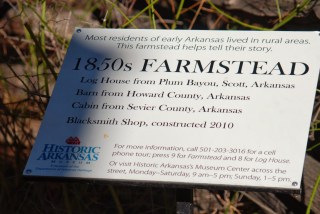 Most residents of early Arkansas lived in rural areas.
This farmstead helps tell their story.
1850s FARMSTEAD
Log House from Plum Bayou, Scott, Arkansas
Barn from Howard County, Arkansas
Cabin from Sevier County, Arkansas
Blacksmith Shop, constructed 2010
HISTORIC
ARKANSAS
MUSEUM
For more information, call 501-203-3016 for a cell
phone tour; press 9 for Farmstead and 8 for Log House.
Or visit Historic Arkansas's Museum Center across the
street, Monday–Saturday, 9 am–5 pm; Sunday, 1–5 pm.